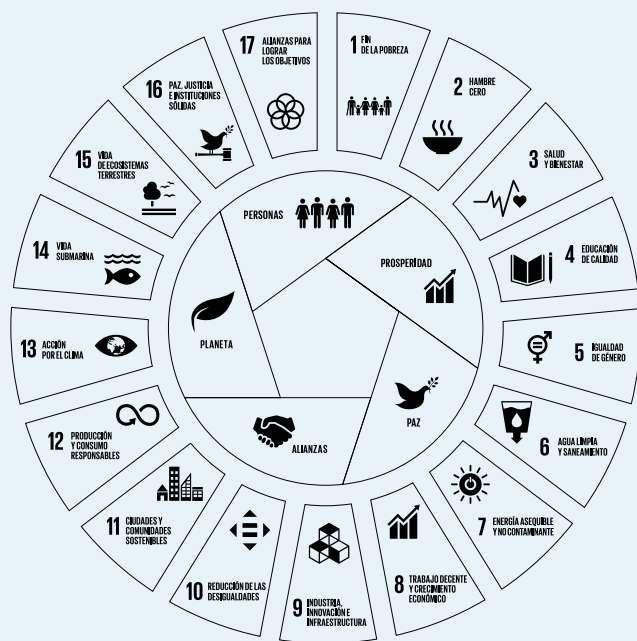 1 FIN
DE LA POBREZA
2 HAMBRE
CERO
3 SALUD
Y BIENESTAR
4 EDUCACIÓN
DE CALIDAD
5 IGUALDAD
DE GÉNERO
6 AGUA LIMPIA
Y SANEAMIENTO
7 ENERGÍA ASEQUIBLE
Y NO CONTAMINANTE
8 TRABAJO DECENTE
Y CRECIMIENTO
ECONÓMICO
9 INDUSTRIA,
INNOVACIÓN E
INFRAESTRUCTURA
10 REDUCCIÓN DE LAS
DESIGUALDADES
11 CIUDADES Y
COMUNIDADES
SOSTENIBLES
12 PRODUCCIÓN
Y CONSUMO
RESPONSABLES
13 ACCIÓN
POR EL CLIMA
14 VIDA
SUBMARINA
15 VIDA
DE ECOSISTEMAS
TERRESTRES
16 PAZ, JUSTICIA
E INSTITUCIONES
SÓLIDAS
17 ALIANZAS PARA
LOGRAR
LOS OBJETIVOS
PERSONAS
PROSPERIDAD
PAZ
ALIANZAS
PLANETA